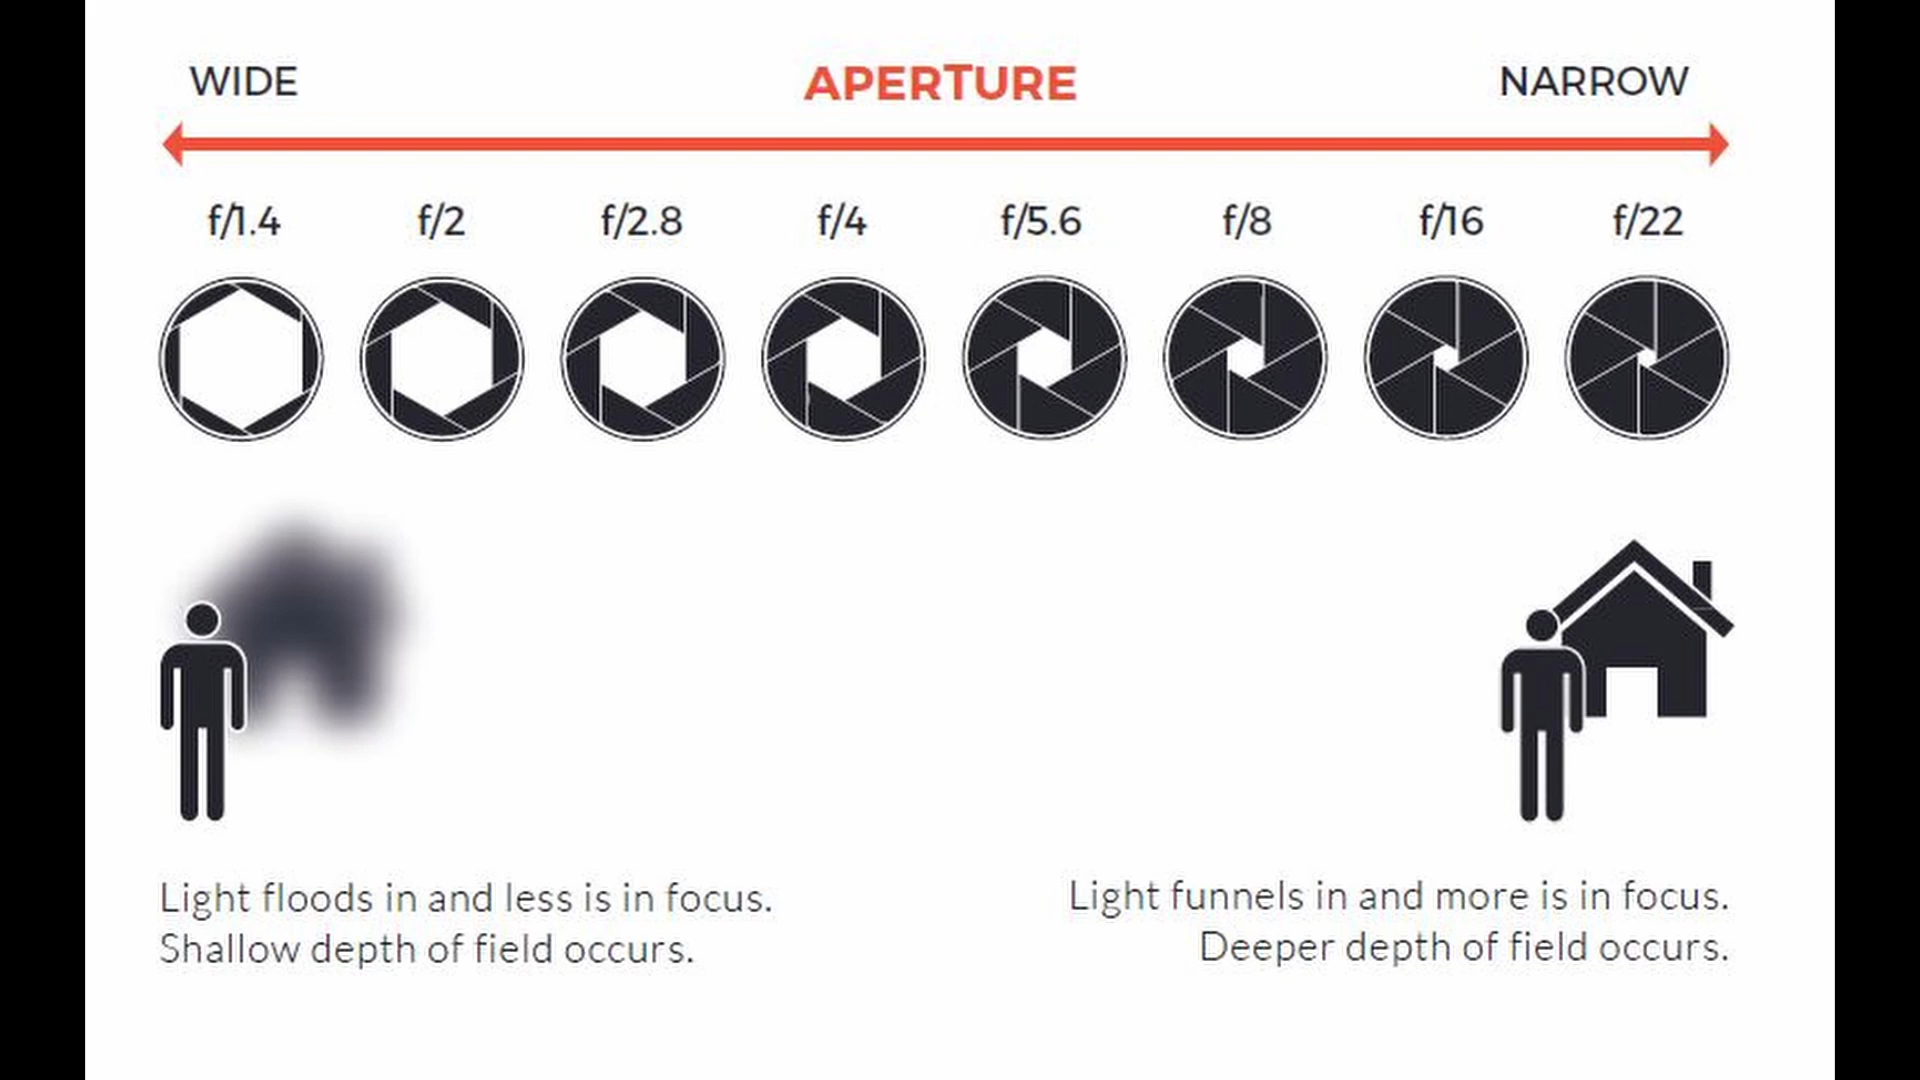 WIDE APERTURE NARROW
f/1.4 f/2 f/2.8 f/4 f/5.6 f/8 f/16 f/22
Light floods in and less is in focus.
Shallow depth of field occurs.
Light funnels in and more is in focus.
Deeper depth of field occurs.